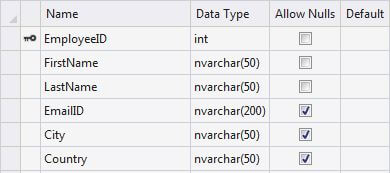 Name Data Type Allow Nulls Default
EmployeeID int
FirstName nvarchar(50)
LastName nvarchar(50)
EmailID nvarchar(200)
City nvarchar(50)
Country nvarchar(50)